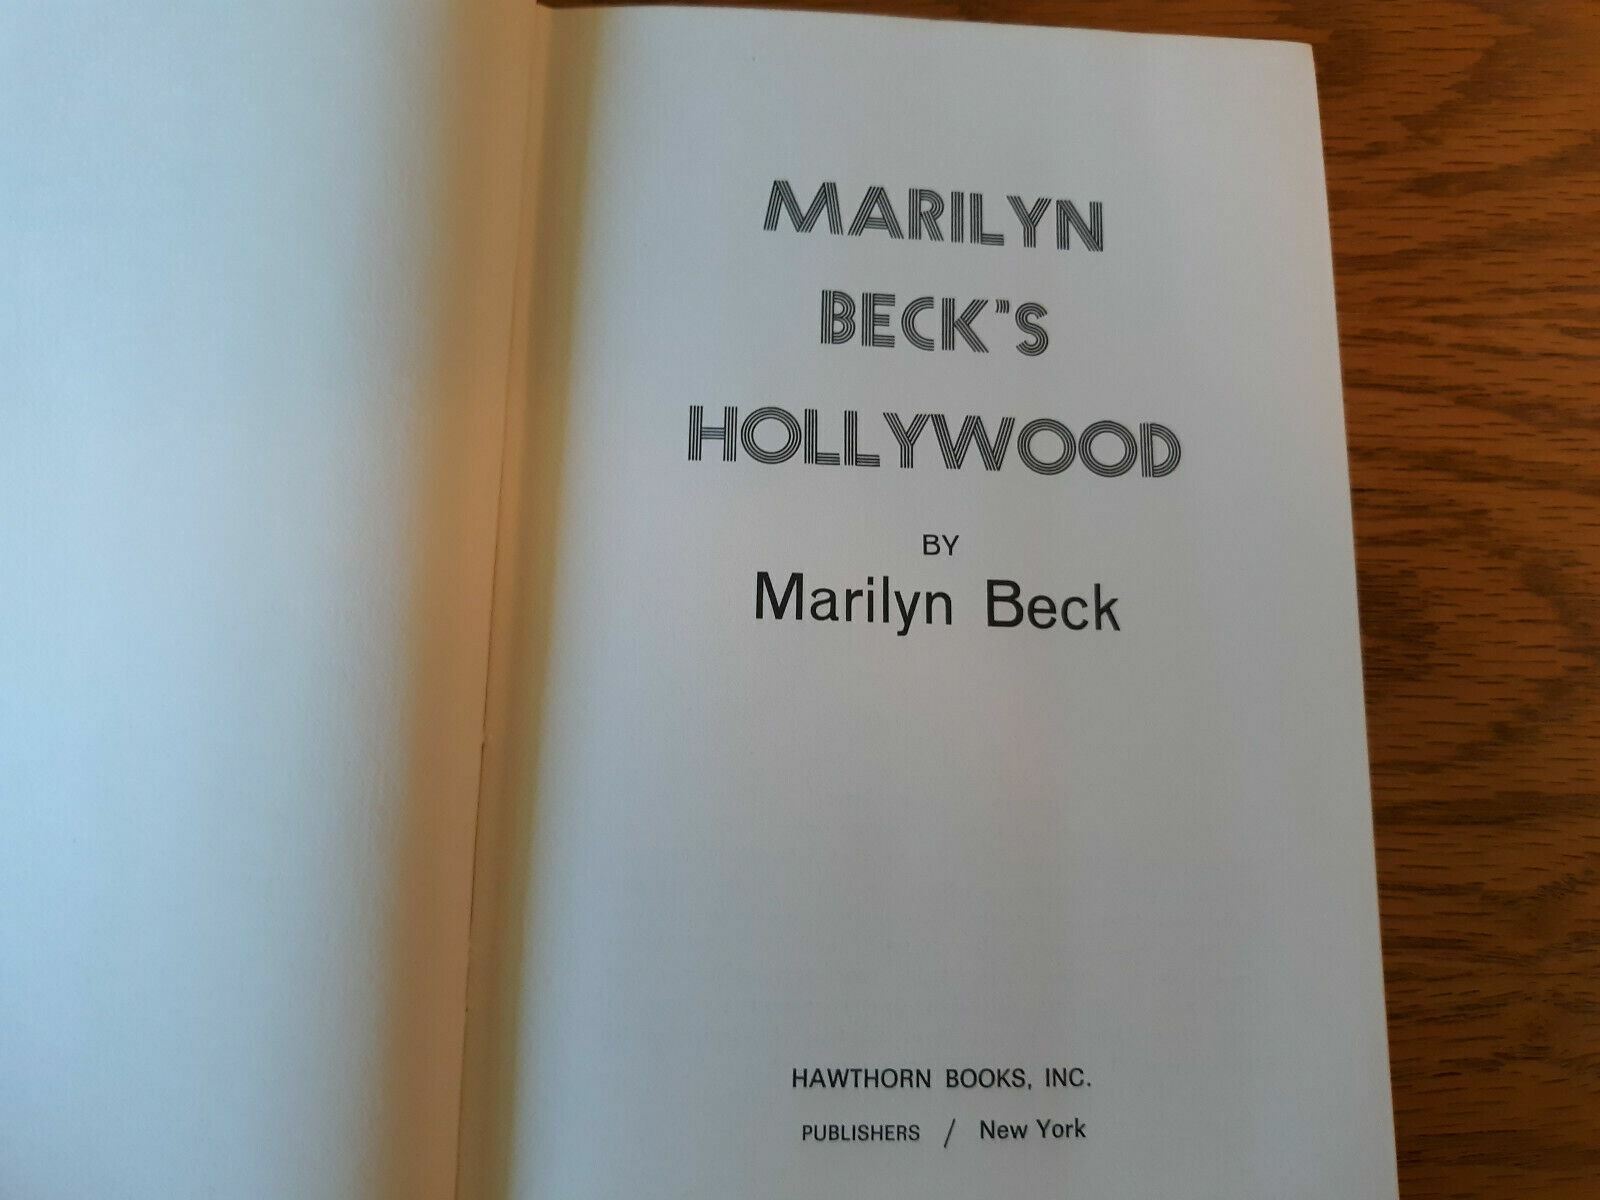 MARILYN
BECK'S
HOLLYWOOD
BY
Marilyn Beck
HAWTHORN BOOKS, INC.
PUBLISHERS / New York